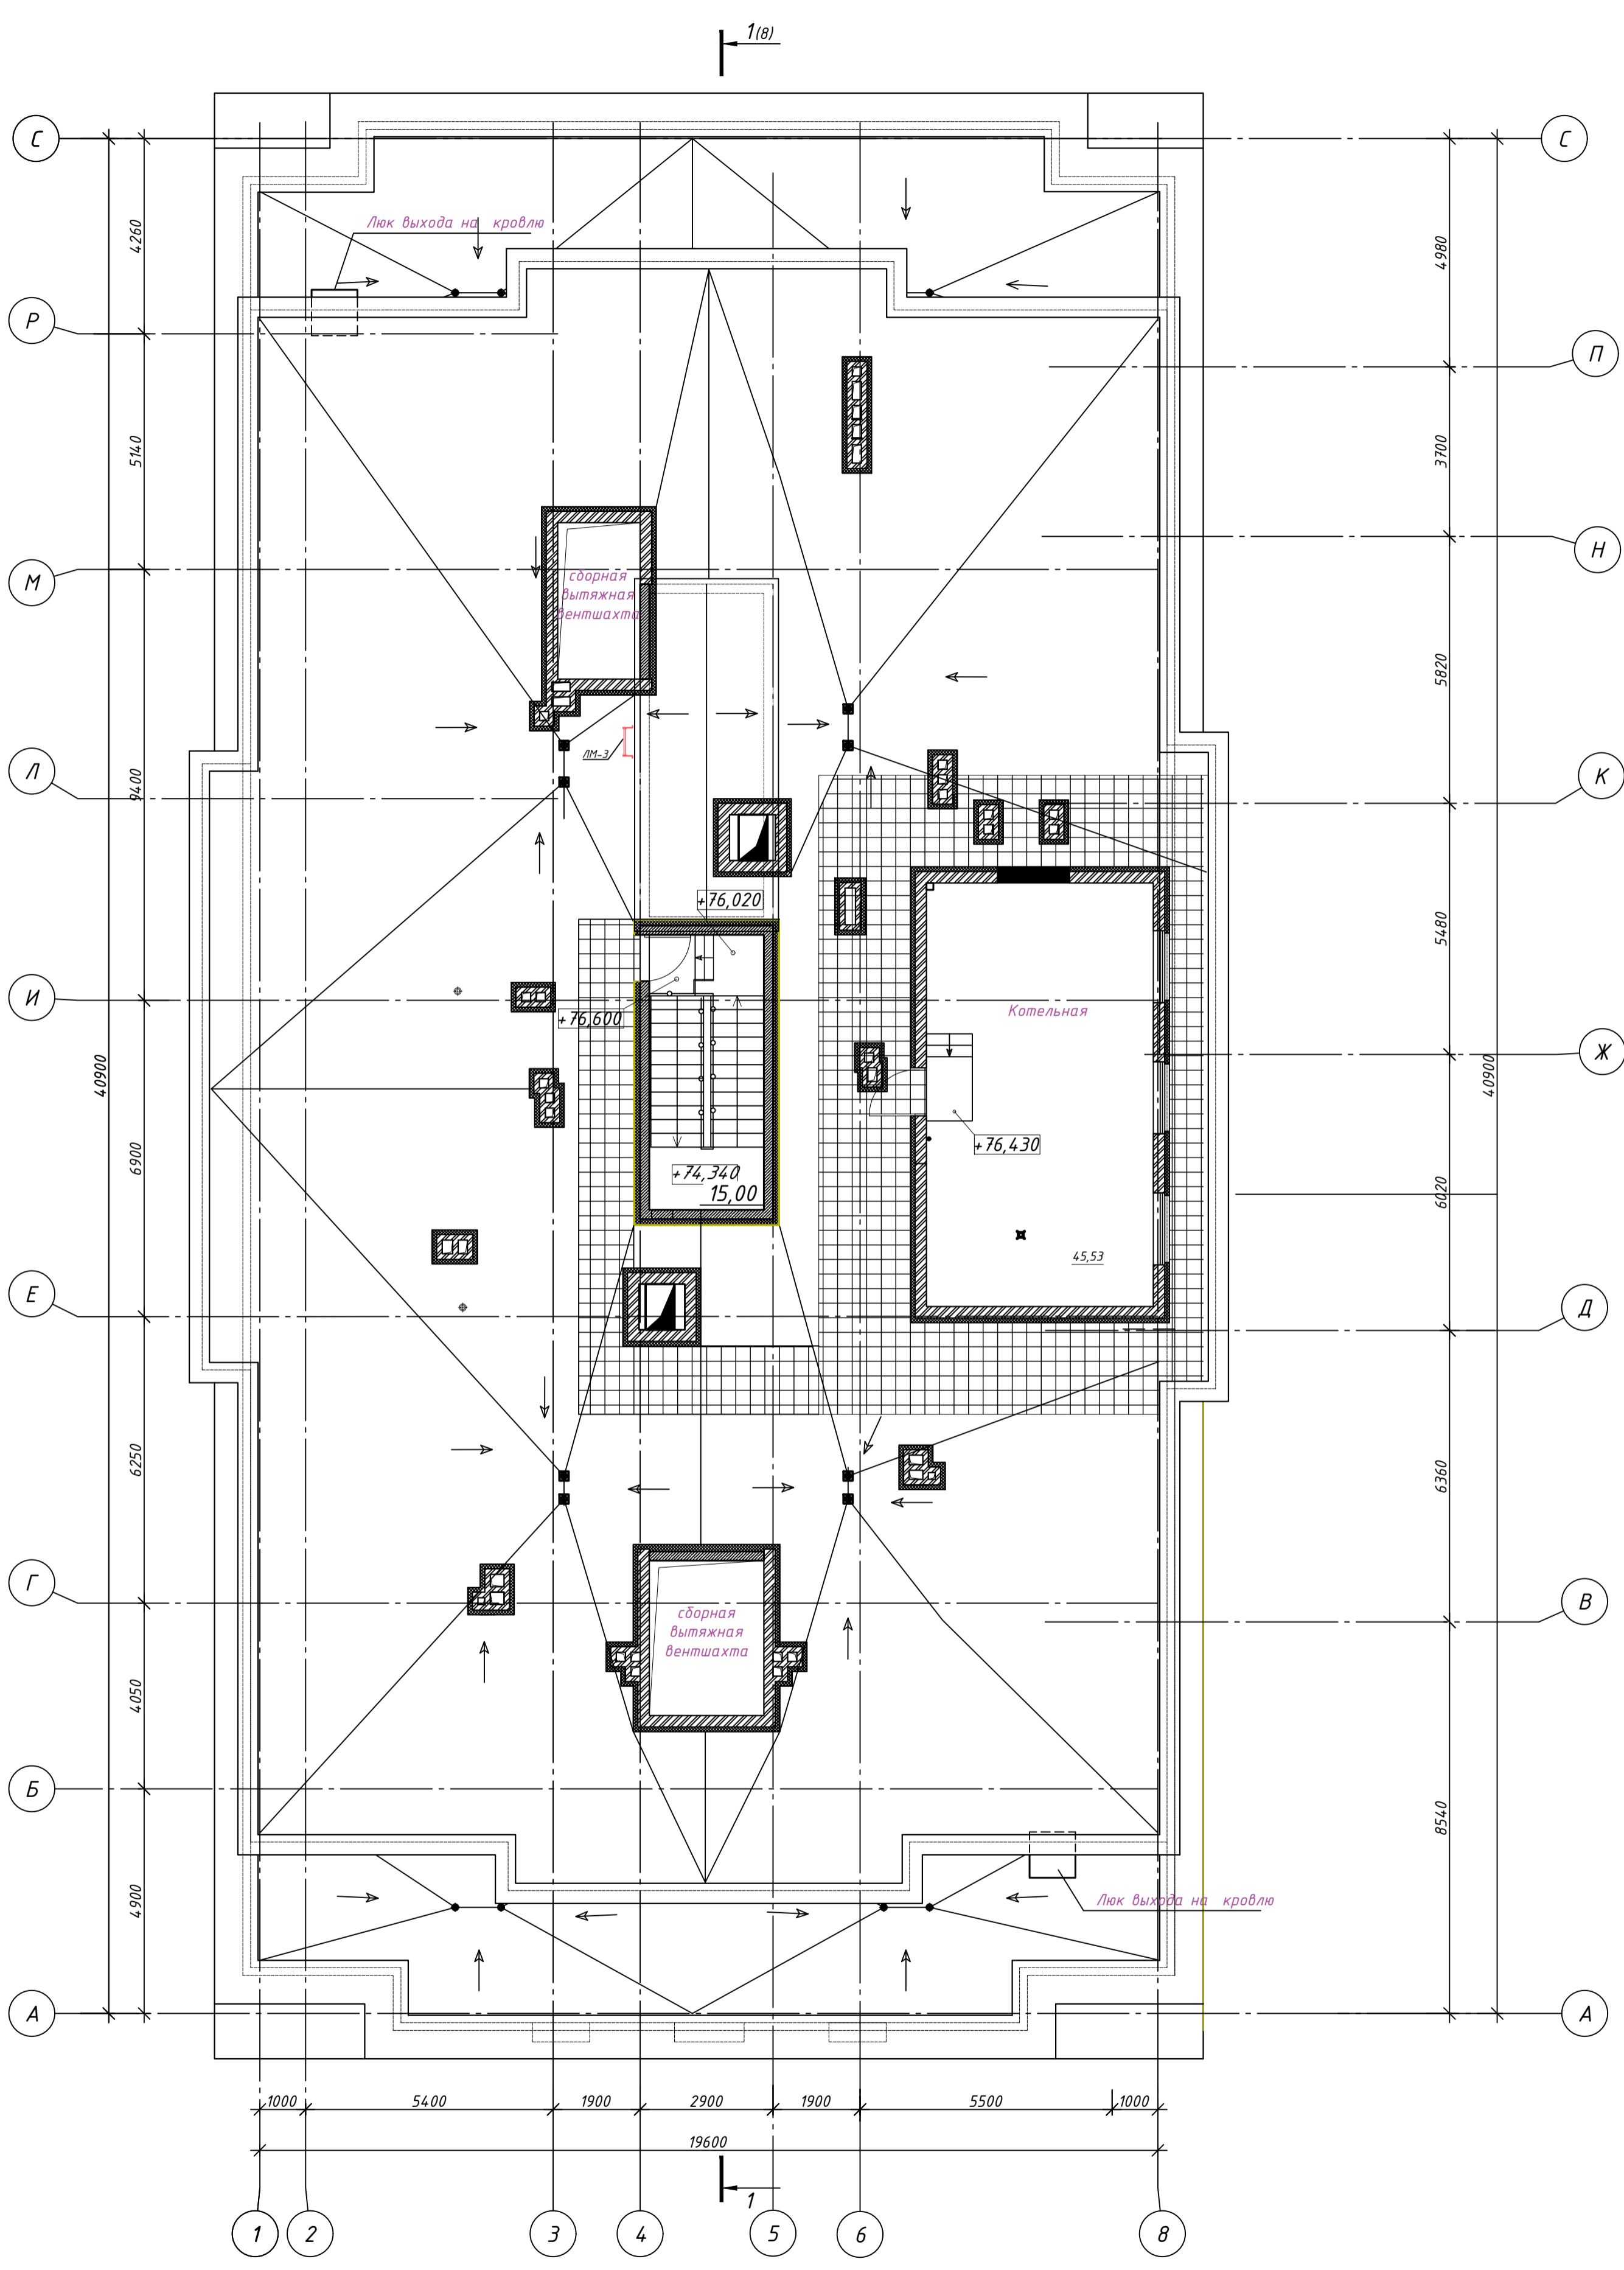 1(8)
С
С
4260
4980
Люк выхода на кровлю
Р
П
5140
3700
М
Н
сборная
вытяжная
вентшахта
5820
ЛМ-3
Л
К
9400
+76,020
5480
И
+76,600
Котельная
Ж
40900
40900
+76,430
6900
+74,340
15,00
6020
45,53
Е
Д
6250
6360
Г
В
сборная
вытяжная
вентшахта
4050
Б
8540
4900
Люк выхода на кровлю
А
А
1000
5400
1900
2900
1900
5500
1000
19600
1
1
2
3
4
5
6
8